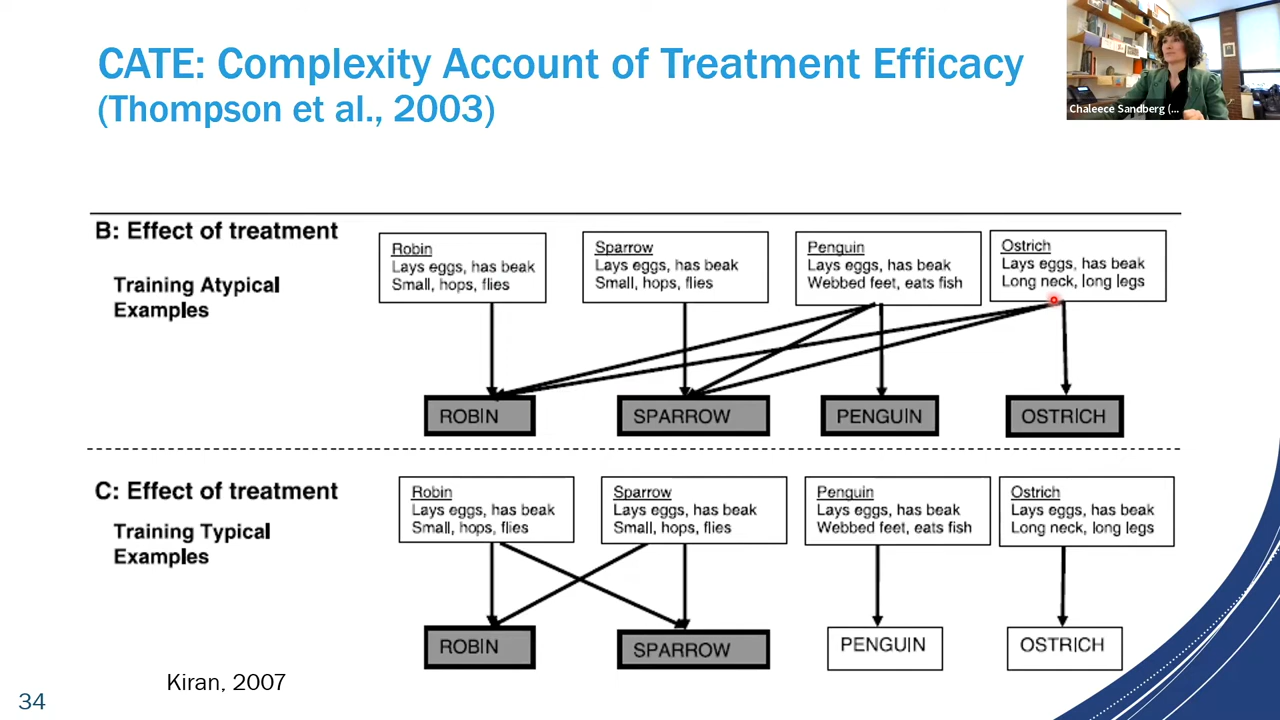 CATE: Complexity Account of Treatment Efficacy
(Thompson et al., 2003)
Chaleece Sandberg (...
B: Effect of treatment
Training Atypical
Examples
Robin
Lays eggs, has beak
Small, hops, flies
Sparrow
Lays eggs, has beak
Small, hops, flies
Penguin
Lays eggs, has beak
Webbed feet, eats fish
Ostrich
Lays eggs, has beak
Long neck, long legs
ROBIN
SPARROW
PENGUIN
OSTRICH
C: Effect of treatment
Training Typical
Examples
Robin
Lays eggs, has beak
Small, hops, flies
Sparrow
Lays eggs, has beak
Small, hops, flies
Penguin
Lays eggs, has beak
Webbed feet, eats fish
Ostrich
Lays eggs, has beak
Long neck, long legs
ROBIN
SPARROW
PENGUIN
OSTRICH
Kiran, 2007
34